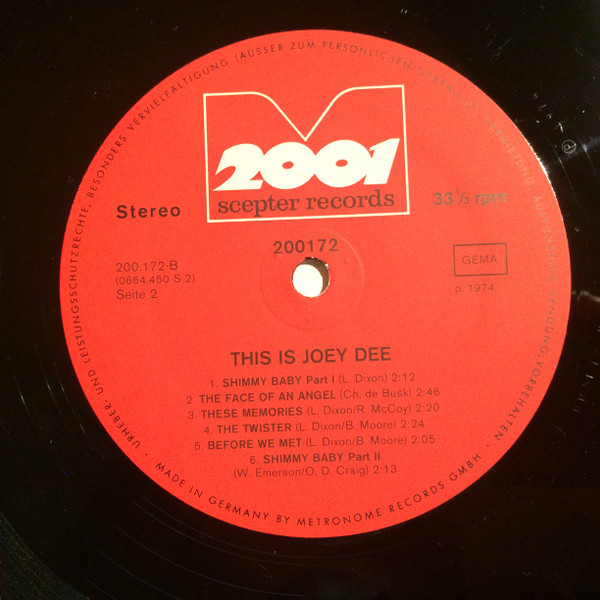 URHEBER- UND LEISTUNGSSCHUTZRECHTE, BESONDERS VERVIELFÄLTIGUNG (AUSSER ZUM PERSÖNLICHEN
VORBEHALTEN ·
2001
scepter records
Stereo
33⅓ rpm
200172
200.172-B
(0664.450 S 2)
Seite 2
GEMA
p 1974
THIS IS JOEY DEE
1. SHIMMY BABY Part I (L. Dixon) 2:12
2. THE FACE OF AN ANGEL (Ch. de Busk) 2:46
3. THESE MEMORIES (L. Dixon/R. McCoy) 2:20
4. THE TWISTER (L. Dixon/B. Moore) 2:24
5. BEFORE WE MET (L. Dixon/B. Moore) 2:05
6. SHIMMY BABY Part II
(W. Emerson/O. D. Craig) 2:13
· MADE IN GERMANY BY METRONOME RECORDS GMBH ·